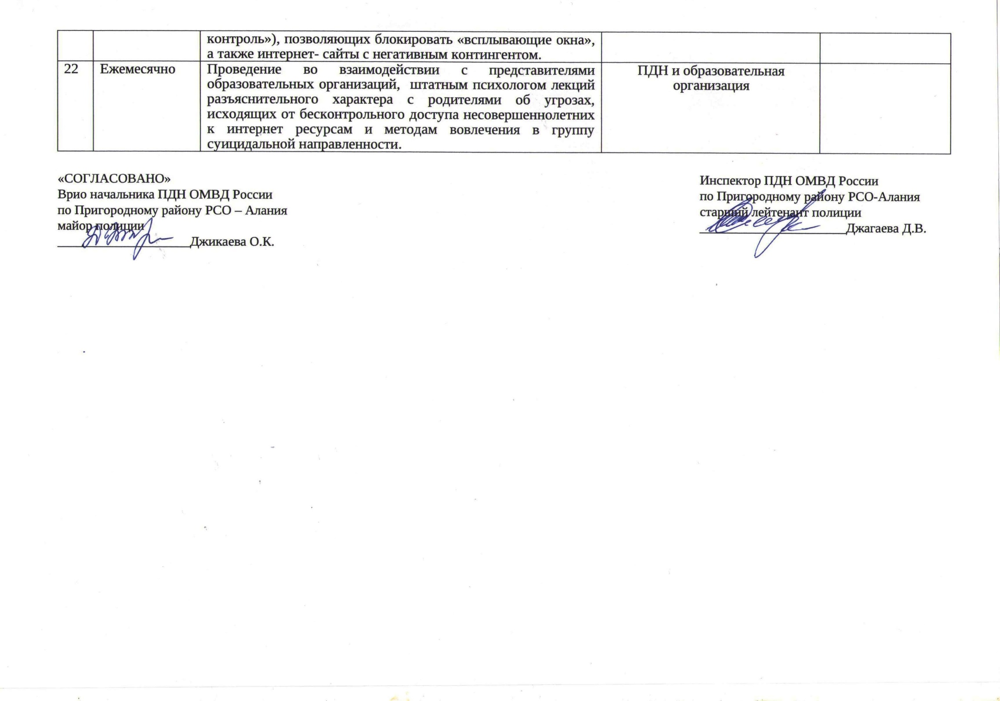 контроль»), позволяющих блокировать «всплывающие окна»,
а также интернет- сайты с негативным контингентом.
22
Ежемесячно
Проведение во взаимодействии с представителями
образовательных организаций, штатным психологом лекций
разъяснительного характера с родителями об угрозах,
исходящих от бесконтрольного доступа несовершеннолетних
к интернет ресурсам и методам вовлечения в группу
суицидальной направленности.
ПДН и образовательная
организация
«СОГЛАСОВАНО»
Врио начальника ПДН ОМВД России
по Пригородному району РСО – Алания
майор полиции
Джикаева О.К.
Инспектор ПДН ОМВД России
по Пригородному району РСО-Алания
старший лейтенант полиции
Джагаева Д.В.